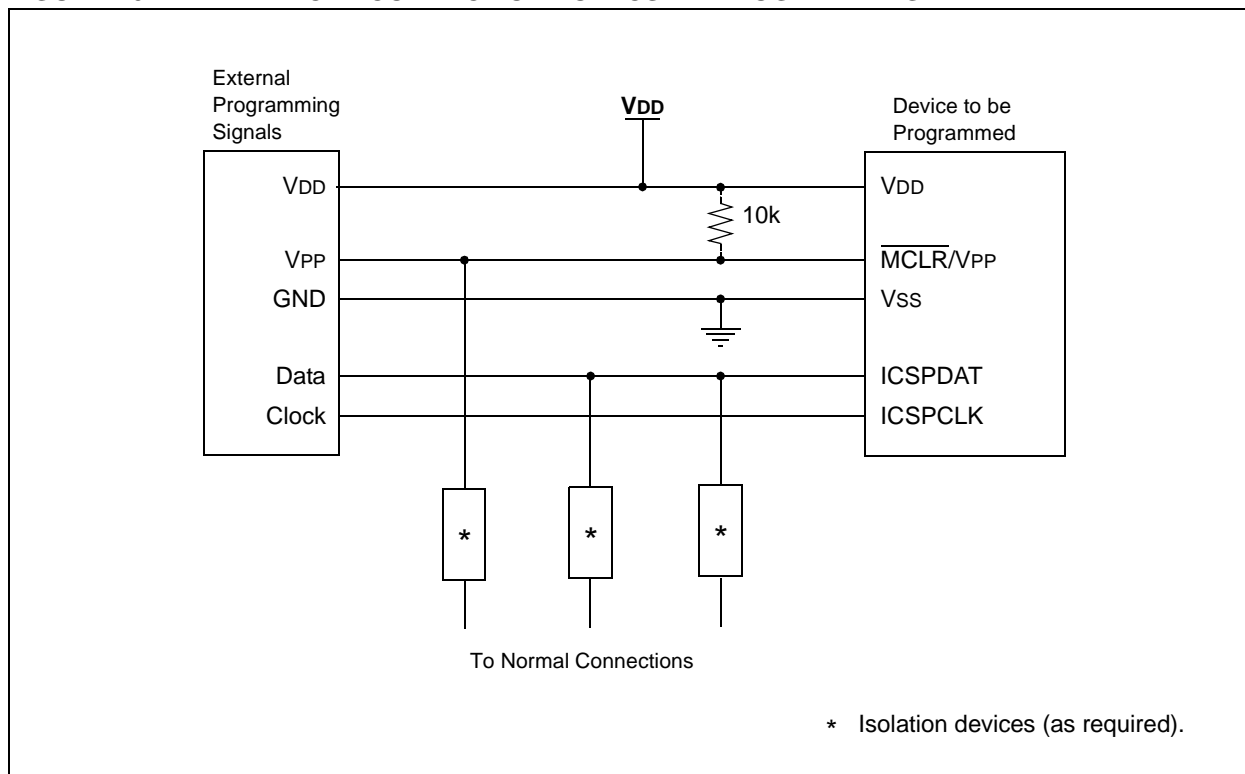 External
Programming
Signals
VDD
Device to be
Programmed
VDD
VDD
10k
VPP
MCLR/VPP
GND
VSS
Data
ICSPDAT
Clock
ICSPCLK
*
*
*
To Normal Connections
* Isolation devices (as required).